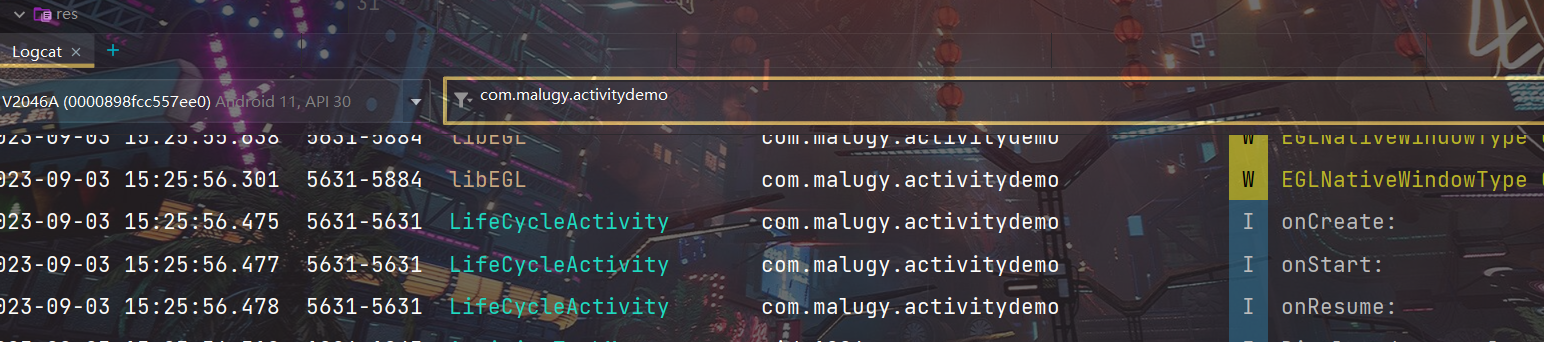 res
Logcat
V2046A (0000898fcc557ee0) Android 11, API 30
com.malugy.activitydemo
023-09-03 15:25:55.638 5631-5884 libEGL com.malugy.activitydemo W EGLNativeWindowType
023-09-03 15:25:56.301 5631-5884 libEGL com.malugy.activitydemo W EGLNativeWindowType
023-09-03 15:25:56.475 5631-5631 LifeCycleActivity com.malugy.activitydemo I onCreate:
023-09-03 15:25:56.477 5631-5631 LifeCycleActivity com.malugy.activitydemo I onStart:
023-09-03 15:25:56.478 5631-5631 LifeCycleActivity com.malugy.activitydemo I onResume: